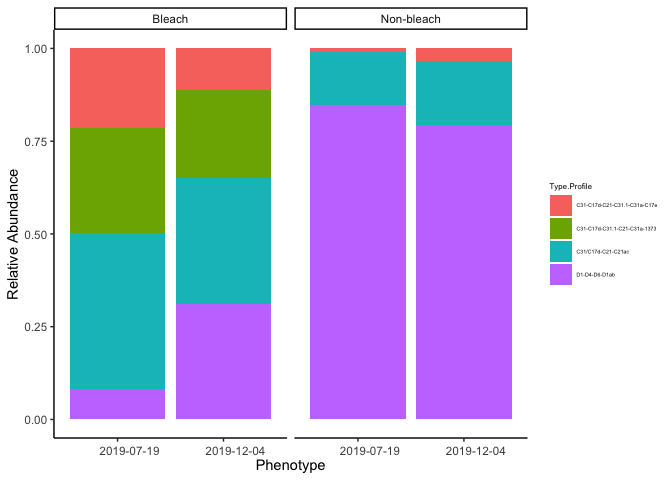 Bleach
Non-bleach
1.00
0.75
0.50
0.25
0.00
Relative Abundance
2019-07-19
2019-12-04
2019-07-19
2019-12-04
Phenotype
Type.Profile
C31-C17d-C21-C31.1-C31a-C17e
C31-C17d-C31.1-C21-C31a-1373
C31/C17d-C21-C21ac
D1-D4-D6-D1ab